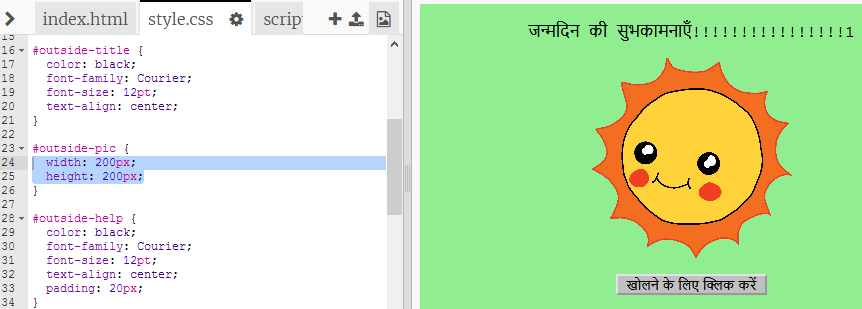 index.html style.css script
15
16 #outside-title {
17 color: black;
18 font-family: Courier;
19 font-size: 12pt;
20 text-align: center;
21 }
22
23 #outside-pic {
24 width: 200px;
25 height: 200px;
26 }
27
28 #outside-help {
29 color: black;
30 font-family: Courier;
31 font-size: 12pt;
32 text-align: center;
33 padding: 20px;
34 }
जन्मदिन की सुभकामनाएँ!!!!!!!!!!!!!!!!1
खोलने के लिए क्लिक करें